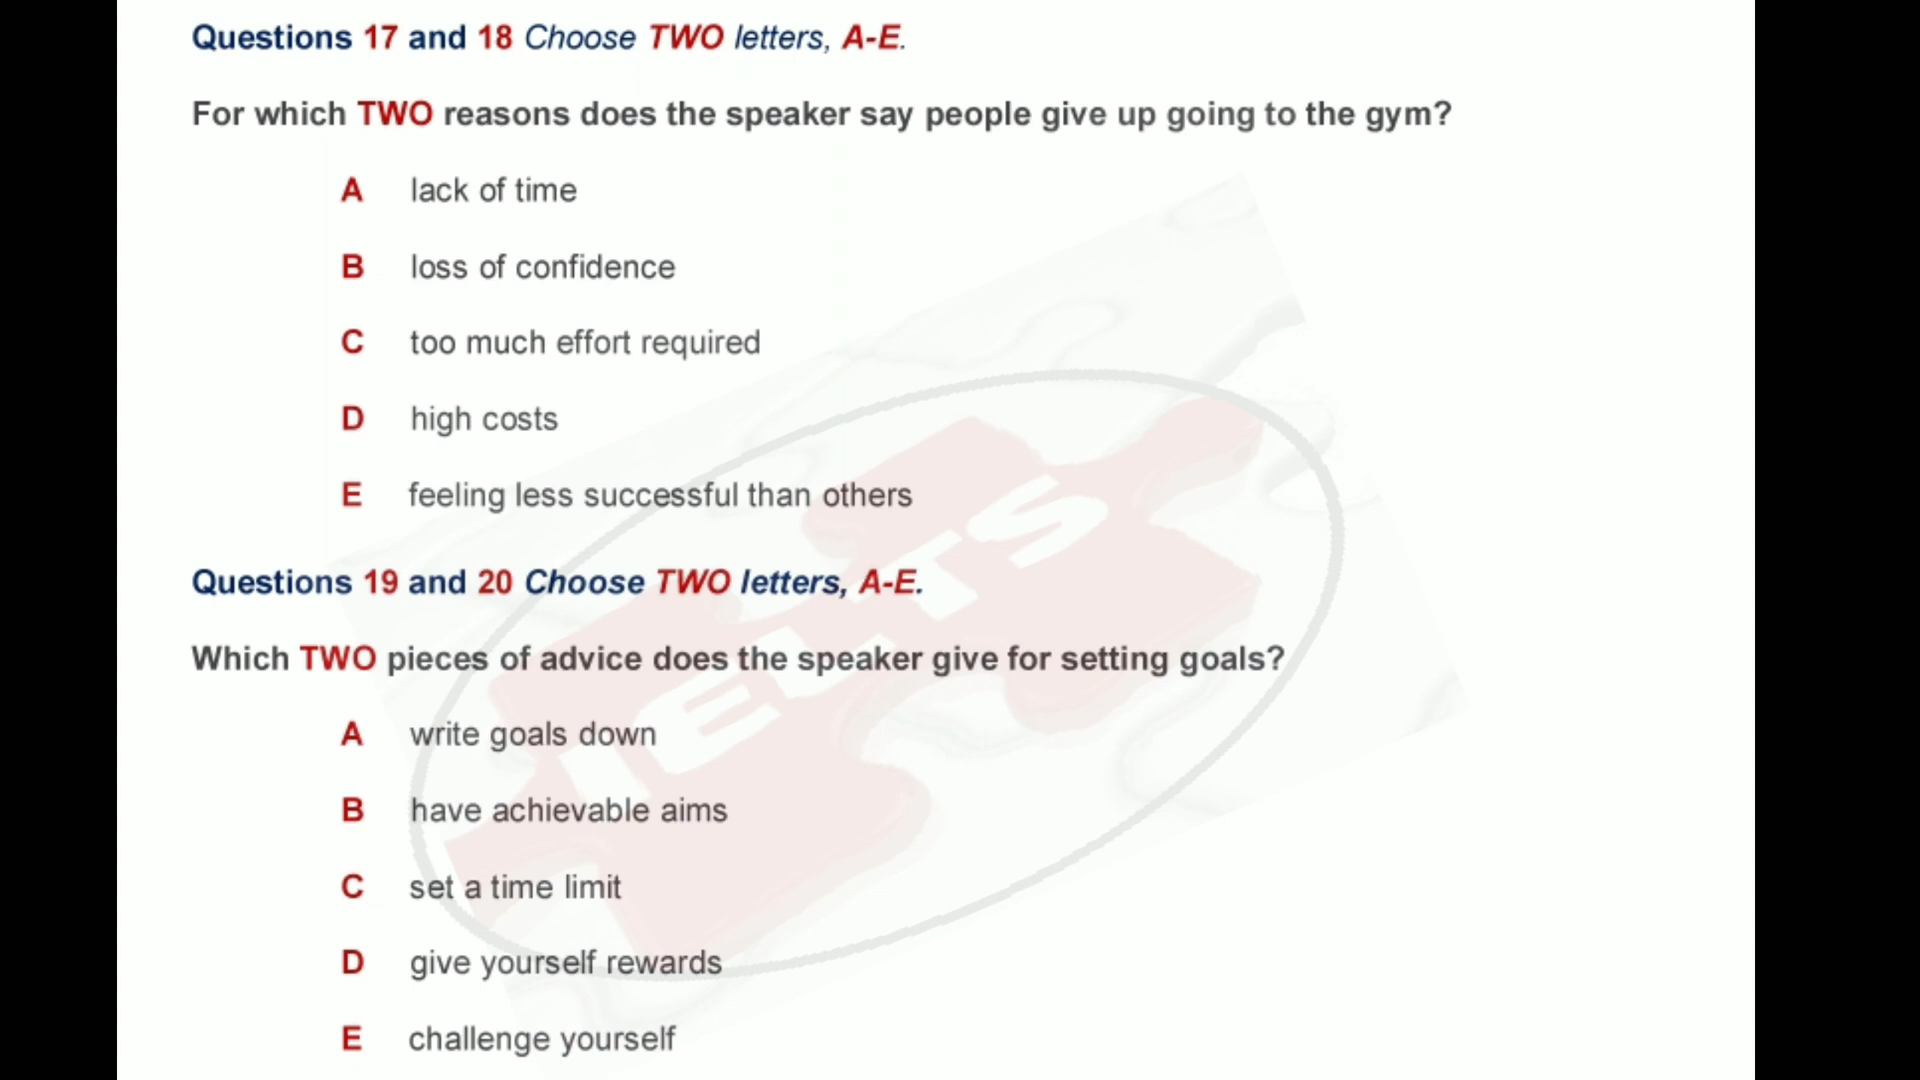 Questions 17 and 18 Choose TWO letters, A-E.
For which TWO reasons does the speaker say people give up going to the gym?
A lack of time
B loss of confidence
C too much effort required
D high costs
E feeling less successful than others
Questions 19 and 20 Choose TWO letters, A-E.
Which TWO pieces of advice does the speaker give for setting goals?
A write goals down
B have achievable aims
C set a time limit
D give yourself rewards
E challenge yourself
IELTS